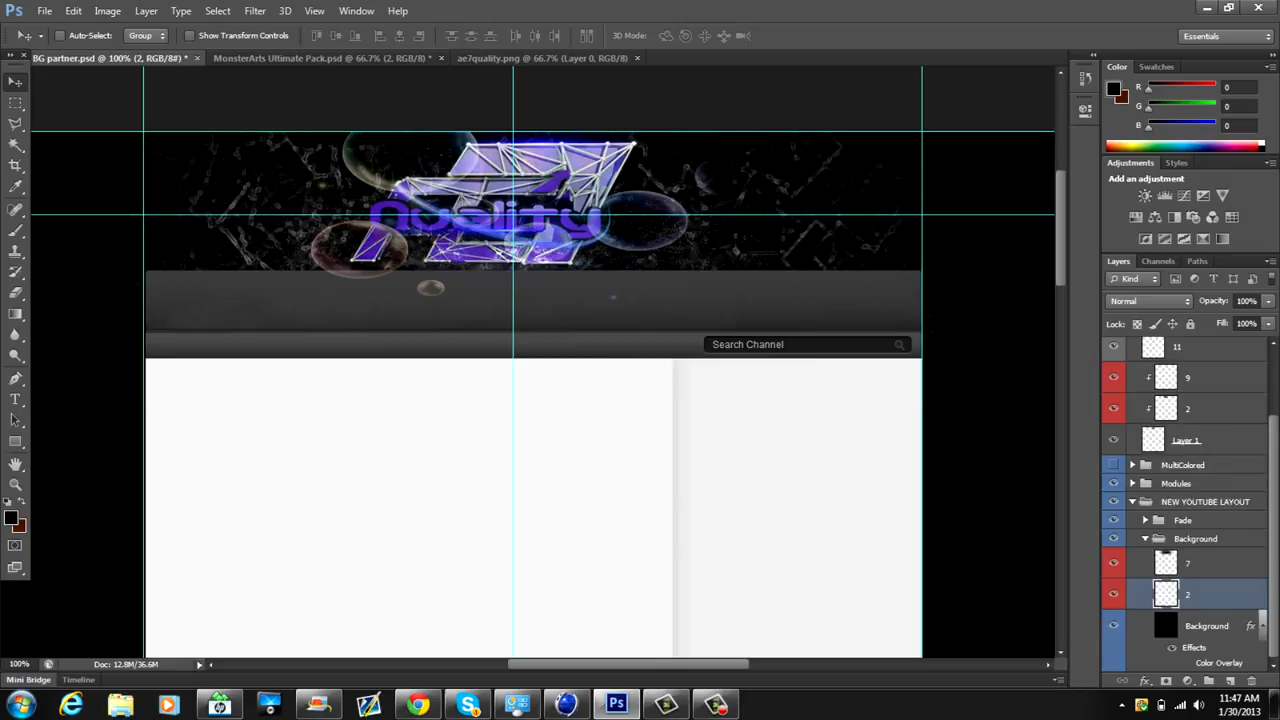 Ps File Edit Image Layer Type Select Filter 3D View Window Help
Auto-Select: Group Show Transform Controls 3D Mode: Essentials
BG partner.psd @ 100% (2, RGB/8#) * × MonsterArts Ultimate Pack.psd @ 66.7% (2, RGB/8) * × ae7quality.png @ 66.7% (Layer 0, RGB/8) ×
Color Swatches
R 0
G 0
B 0
Adjustments Styles
Add an adjustment
Quality
Search Channel
Layers Channels Paths
Kind
Normal Opacity: 100%
Lock: Fill: 100%
11
9
2
Layer 1
MultiColored
Modules
NEW YOUTUBE LAYOUT
Fade
Background
7
2
Background fx
Effects
Color Overlay
100% Doc: 12.8M/36.6M
Mini Bridge Timeline
Ps
11:47 AM
1/30/2013